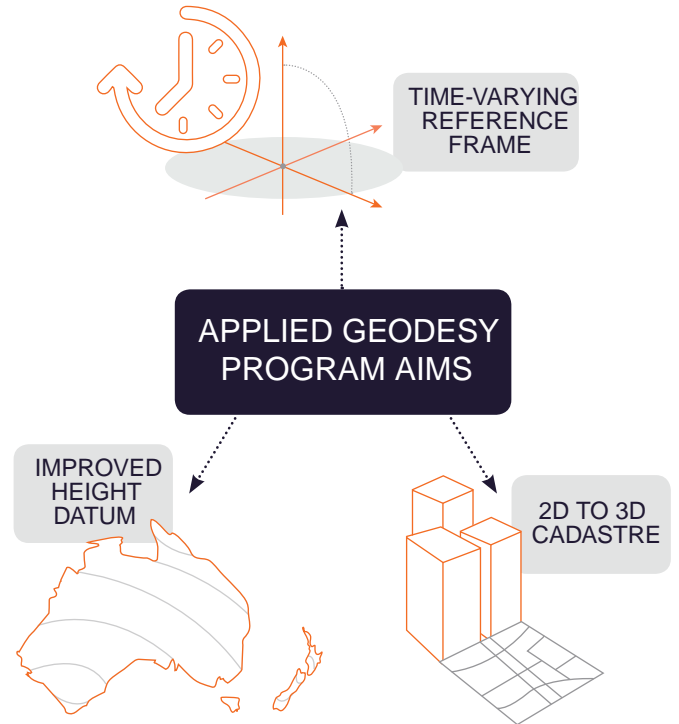 TIME-VARYING
REFERENCE
FRAME
APPLIED GEODESY
PROGRAM AIMS
IMPROVED
HEIGHT
DATUM
2D TO 3D
CADASTRE